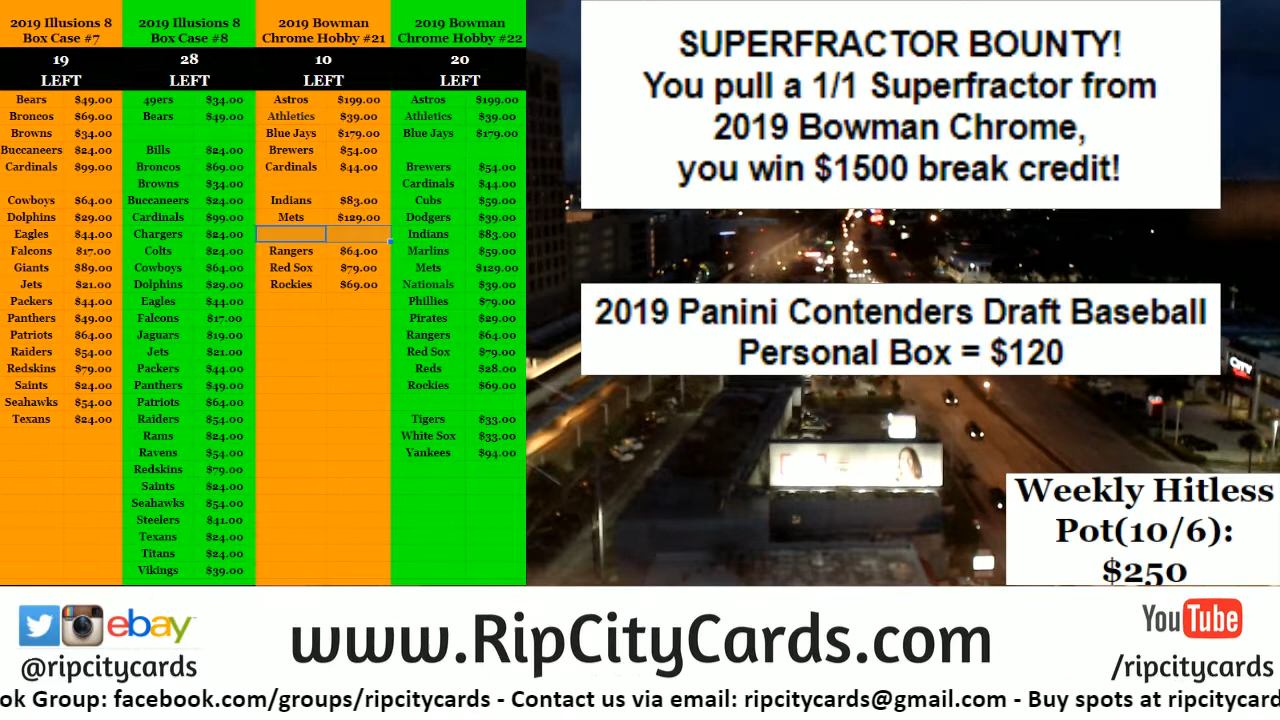 2019 Illusions 8
Box Case #7
19
LEFT
Bears $49.00
Broncos $69.00
Browns $34.00
Buccaneers $24.00
Cardinals $99.00
Cowboys $64.00
Dolphins $29.00
Eagles $44.00
Falcons $17.00
Giants $89.00
Jets $21.00
Packers $44.00
Panthers $49.00
Patriots $64.00
Raiders $54.00
Redskins $79.00
Saints $24.00
Seahawks $54.00
Texans $24.00
2019 Illusions 8
Box Case #8
28
LEFT
49ers $34.00
Bears $49.00
Bills $24.00
Broncos $69.00
Browns $34.00
Buccaneers $24.00
Cardinals $99.00
Chargers $24.00
Colts $24.00
Cowboys $64.00
Dolphins $29.00
Eagles $44.00
Falcons $17.00
Jaguars $19.00
Jets $21.00
Packers $44.00
Panthers $49.00
Patriots $64.00
Raiders $54.00
Rams $24.00
Ravens $54.00
Redskins $79.00
Saints $24.00
Seahawks $54.00
Steelers $41.00
Texans $24.00
Titans $24.00
Vikings $39.00
2019 Bowman
Chrome Hobby #21
10
LEFT
Astros $199.00
Athletics $39.00
Blue Jays $179.00
Brewers $54.00
Cardinals $44.00
Indians $83.00
Mets $129.00
Rangers $64.00
Red Sox $79.00
Rockies $69.00
2019 Bowman
Chrome Hobby #22
20
LEFT
Astros $199.00
Athletics $39.00
Blue Jays $179.00
Brewers $54.00
Cardinals $44.00
Cubs $59.00
Dodgers $39.00
Indians $83.00
Marlins $59.00
Mets $129.00
Nationals $39.00
Phillies $79.00
Pirates $29.00
Rangers $64.00
Red Sox $79.00
Reds $28.00
Rockies $69.00
Tigers $33.00
White Sox $33.00
Yankees $94.00
SUPERFRACTOR BOUNTY!
You pull a 1/1 Superfractor from
2019 Bowman Chrome,
you win $1500 break credit!
2019 Panini Contenders Draft Baseball
Personal Box = $120
Weekly Hitless
Pot(10/6):
$250
ebay
@ripcitycards
www.RipCityCards.com
YouTube
/ripcitycards
ok Group: facebook.com/groups/ripcitycards - Contact us via email: ripcitycards@gmail.com - Buy spots at ripcitycard